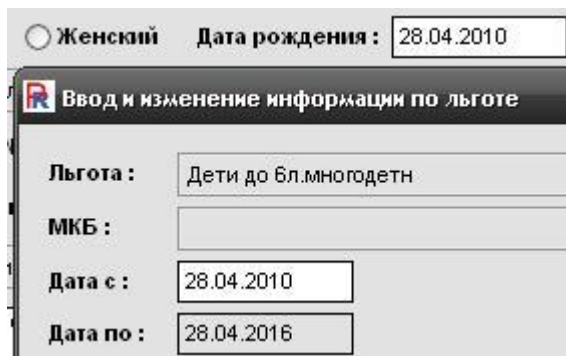 Женский Дата рождения : 28.04.2010
Ввод и изменение информации по льготе
Льгота : Дети до 6л.многодетн
МКБ :
Дата с : 28.04.2010
Дата по : 28.04.2016